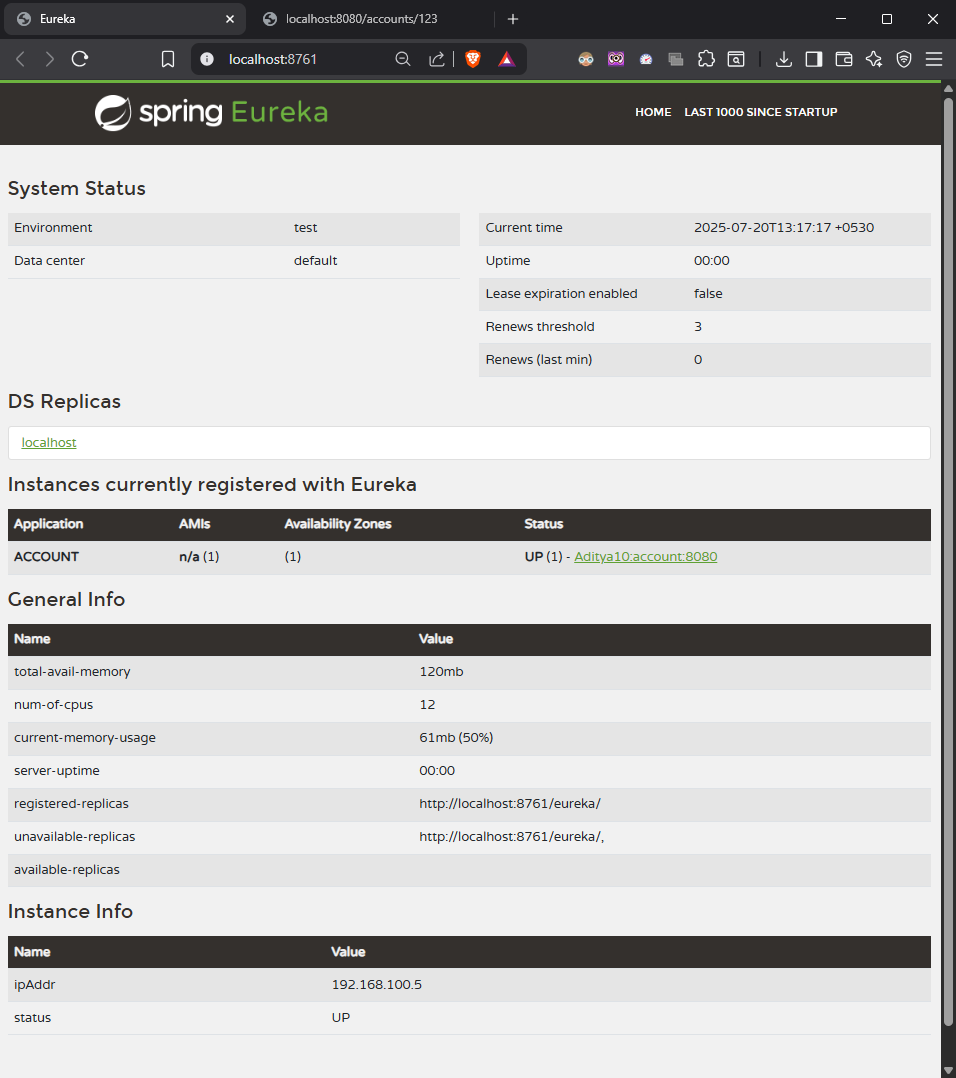 Eureka
localhost:8080/accounts/123
localhost:8761
spring Eureka
HOME LAST 1000 SINCE STARTUP
System Status
Environment test
Data center default
Current time 2025-07-20T13:17:17 +0530
Uptime 00:00
Lease expiration enabled false
Renews threshold 3
Renews (last min) 0
DS Replicas
localhost
Instances currently registered with Eureka
Application AMIs Availability Zones Status
ACCOUNT n/a (1) (1) UP (1) - Aditya10:account:8080
General Info
Name Value
total-avail-memory 120mb
num-of-cpus 12
current-memory-usage 61mb (50%)
server-uptime 00:00
registered-replicas http://localhost:8761/eureka/
unavailable-replicas http://localhost:8761/eureka/,
available-replicas
Instance Info
Name Value
ipAddr 192.168.100.5
status UP